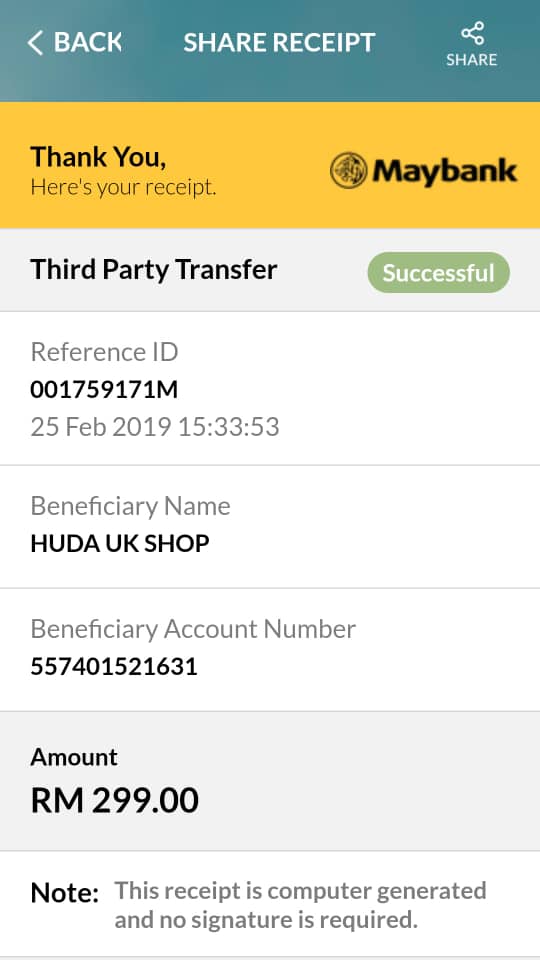 BACK
SHARE RECEIPT
SHARE
Thank You,
Here's your receipt.
Maybank
Third Party Transfer
Successful
Reference ID
001759171M
25 Feb 2019 15:33:53
Beneficiary Name
HUDA UK SHOP
Beneficiary Account Number
557401521631
Amount
RM 299.00
Note: This receipt is computer generated
and no signature is required.